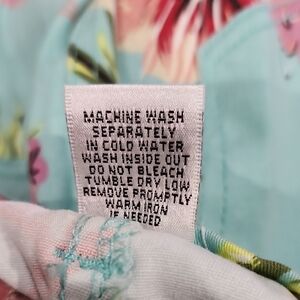 MACHINE WASH
SEPARATELY
IN COLD WATER
WASH INSIDE OUT
DO NOT BLEACH
TUMBLE DRY LOW
REMOVE PROMPTLY
WARM IRON
IF NEEDED